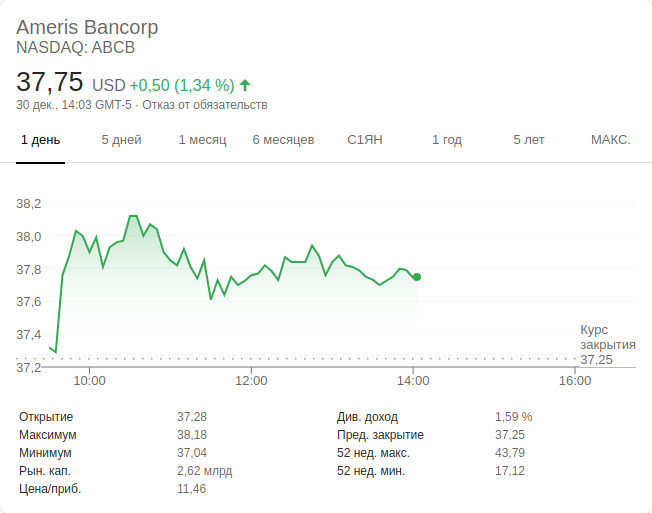 Ameris Bancorp
NASDAQ: ABCB
37,75 USD +0,50 (1,34 %)
30 дек., 14:03 GMT-5 · Отказ от обязательств
1 день 5 дней 1 месяц 6 месяцев С1ЯН 1 год 5 лет МАКС.
38,2
38,0
37,8
37,6
37,4
37,2
Курс
закрытия
37,25
10:00 12:00 14:00 16:00
Открытие 37,28 Див. доход 1,59 %
Максимум 38,18 Пред. закрытие 37,25
Минимум 37,04 52 нед. макс. 43,79
Рын. кап. 2,62 млрд 52 нед. мин. 17,12
Цена/приб. 11,46